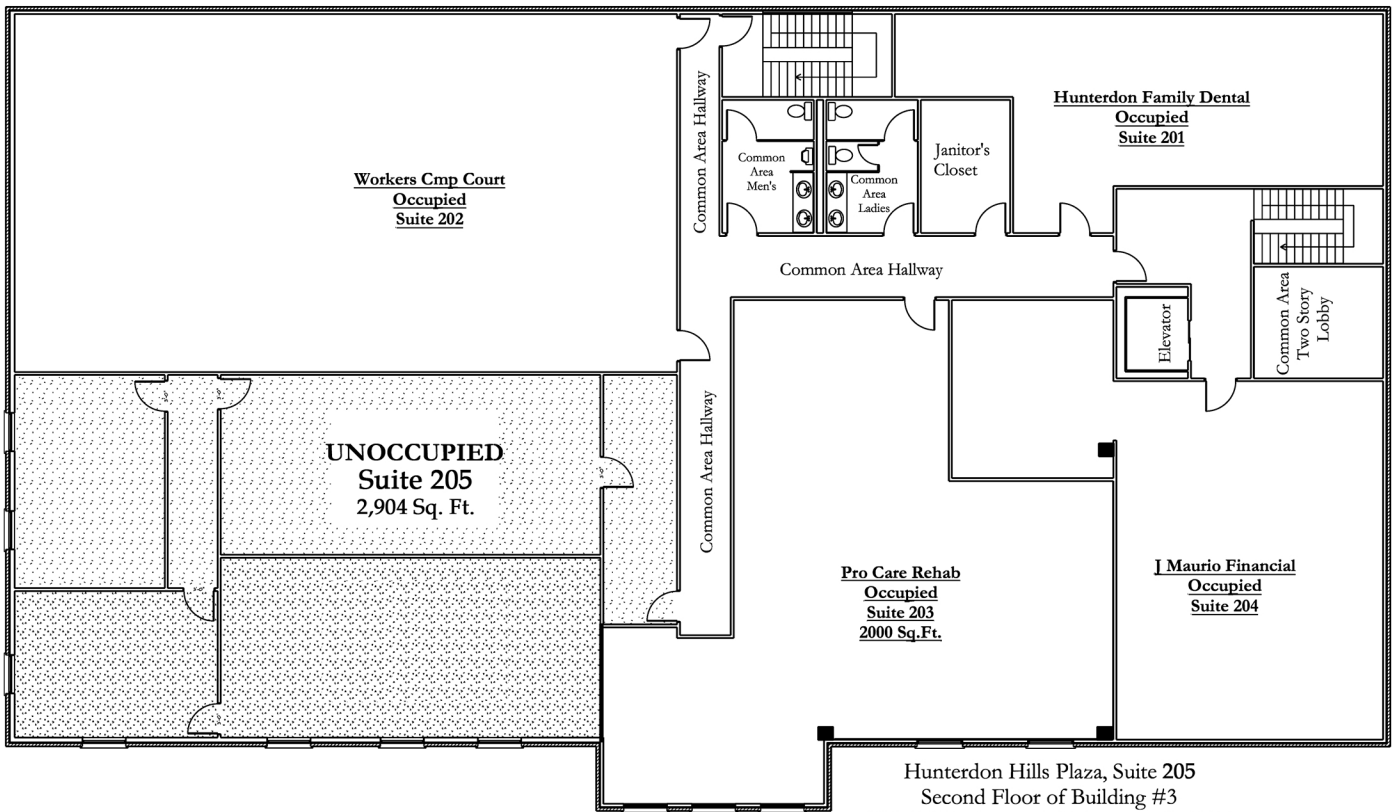 Common Area Hallway
Hunterdon Family Dental
Occupied
Suite 201
Workers Cmp Court
Occupied
Suite 202
Common
Area
Men's
Common
Area
Ladies
Janitor's
Closet
Common Area Hallway
Elevator
Common Area
Two Story
Lobby
UNOCCUPIED
Suite 205
2,904 Sq. Ft.
Common Area Hallway
Pro Care Rehab
Occupied
Suite 203
2000 Sq.Ft.
J Maurio Financial
Occupied
Suite 204
Hunterdon Hills Plaza, Suite 205
Second Floor of Building #3